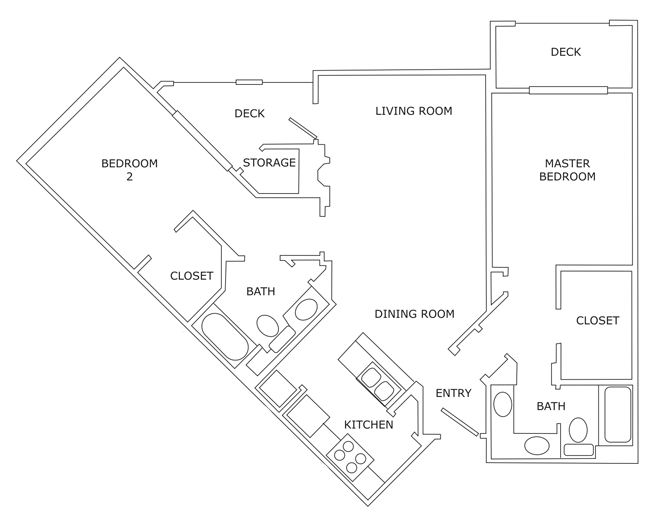 DECK
DECK
LIVING ROOM
BEDROOM
2
STORAGE
MASTER
BEDROOM
CLOSET
BATH
DINING ROOM
CLOSET
ENTRY
BATH
KITCHEN